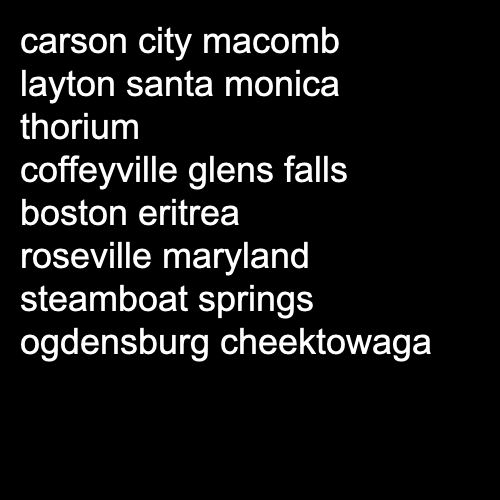 carson city macomb
layton santa monica
thorium
coffeyville glens falls
boston eritrea
roseville maryland
steamboat springs
ogdensburg cheektowaga